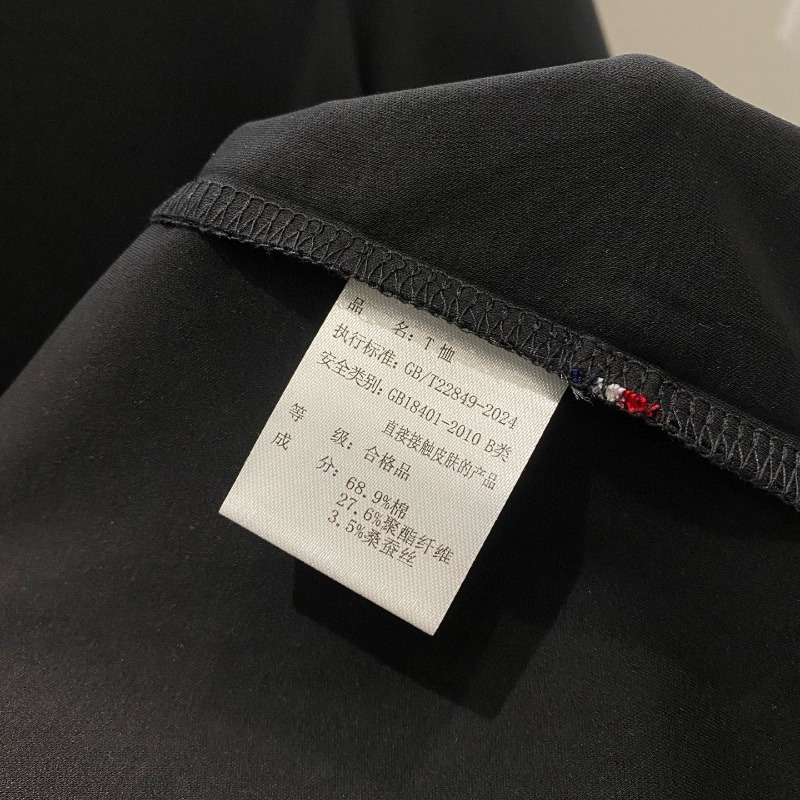 品 名：T恤
执行标准：GB/T22849-2024
安全类别：GB18401-2010 B类
直接接触皮肤的产品
等 级：合格品
成 分：68.9%棉
27.6%聚酯纤维
3.5%桑蚕丝